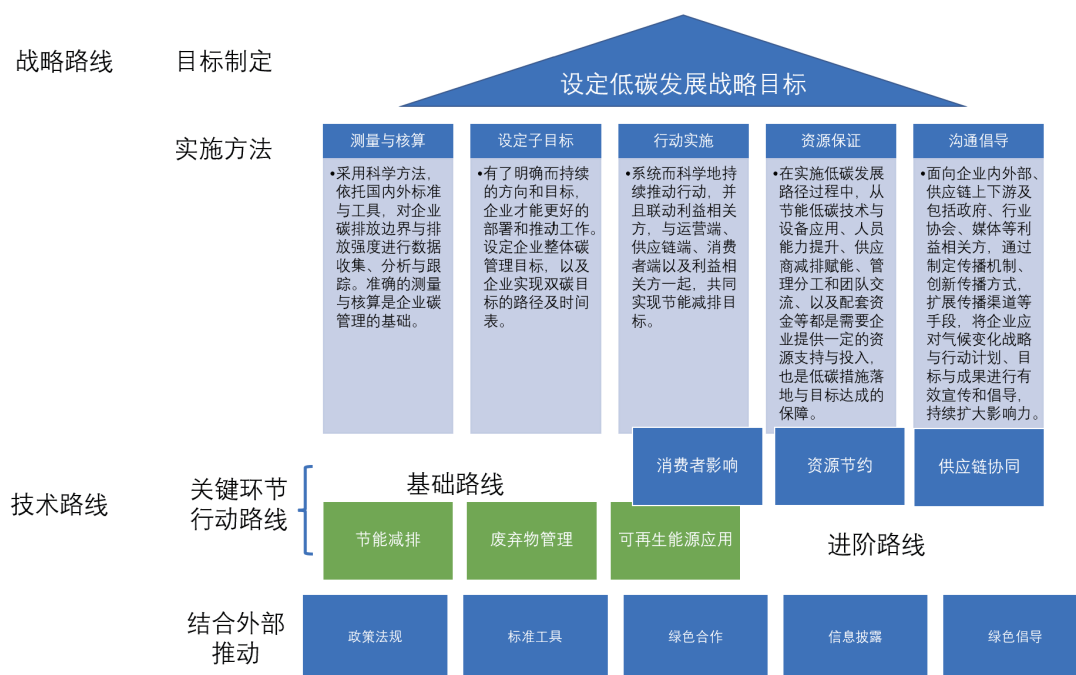 战略路线
目标制定
设定低碳发展战略目标
实施方法
测量与核算
•采用科学方法，
依托国内外标准
与工具，对企业
碳排放边界与排
放强度进行数据
收集、分析与跟
踪。准确的测量
与核算是企业碳
管理的基础。
设定子目标
•有了明确而持续
的方向和目标，
企业才能更好的
部署和推动工作。
设定企业整体碳
管理目标，以及
企业实现双碳
目标的路径及时间
表。
行动实施
•系统而科学地持
续推动行动，并
且联动利益相关
方，与运营端、
供应链端、消费
者端以及利益相
关方一起，共同
实现节能减排目
标。
资源保证
•在实施低碳发展
路径过程中，从
节能低碳技术与
设备应用、人员
能力提升、供应
商减排赋能、管
理分工和团队交
流、以及配套资
金等都是需要企
业提供一定的资
源支持与投入，
也是低碳措施落
地与目标达成的
保障。
沟通倡导
•面向企业内外部、
供应链上下游及
包括政府、行业
协会、媒体等利
益相关方，通过
制定传播机制、
创新传播方式，
扩展传播渠道等
手段，将企业应
对气候变化战略
与行动计划、目
标与成果进行有
效宣传和倡导，
持续扩大影响力。
技术路线
关键环节
行动路线
基础路线
消费者影响
资源节约
供应链协同
节能减排
废弃物管理
可再生能源应用
进阶路线
结合外部
推动
政策法规
标准工具
绿色合作
信息披露
绿色倡导